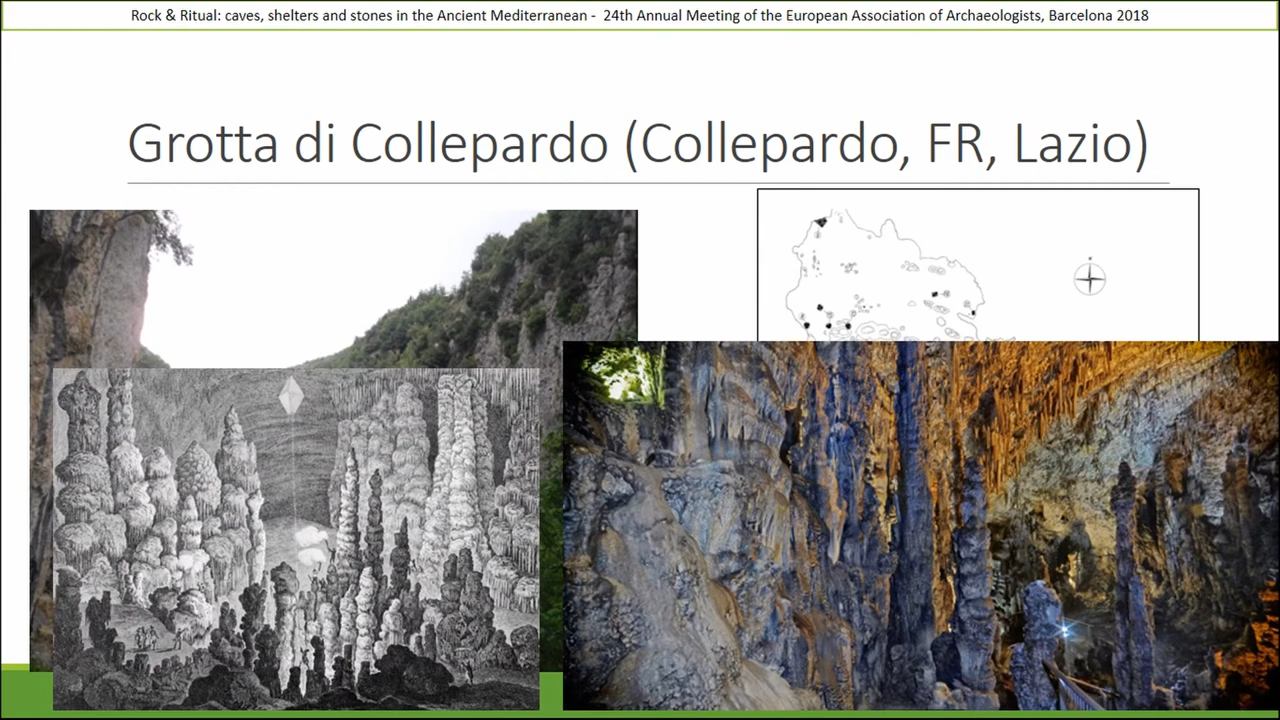 Rock & Ritual: caves, shelters and stones in the Ancient Mediterranean - 24th Annual Meeting of the European Association of Archaeologists, Barcelona 2018
Grotta di Collepardo (Collepardo, FR, Lazio)